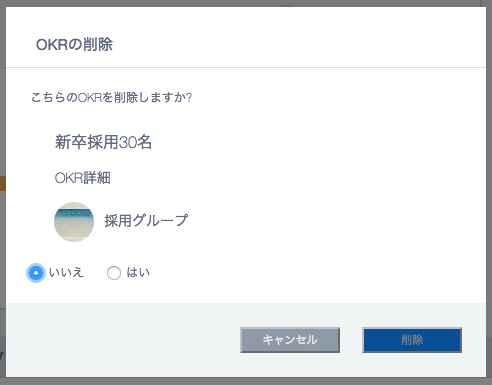 OKRの削除
こちらのOKRを削除しますか?
新卒採用30名
OKR詳細
採用グループ
いいえ はい
キャンセル 削除